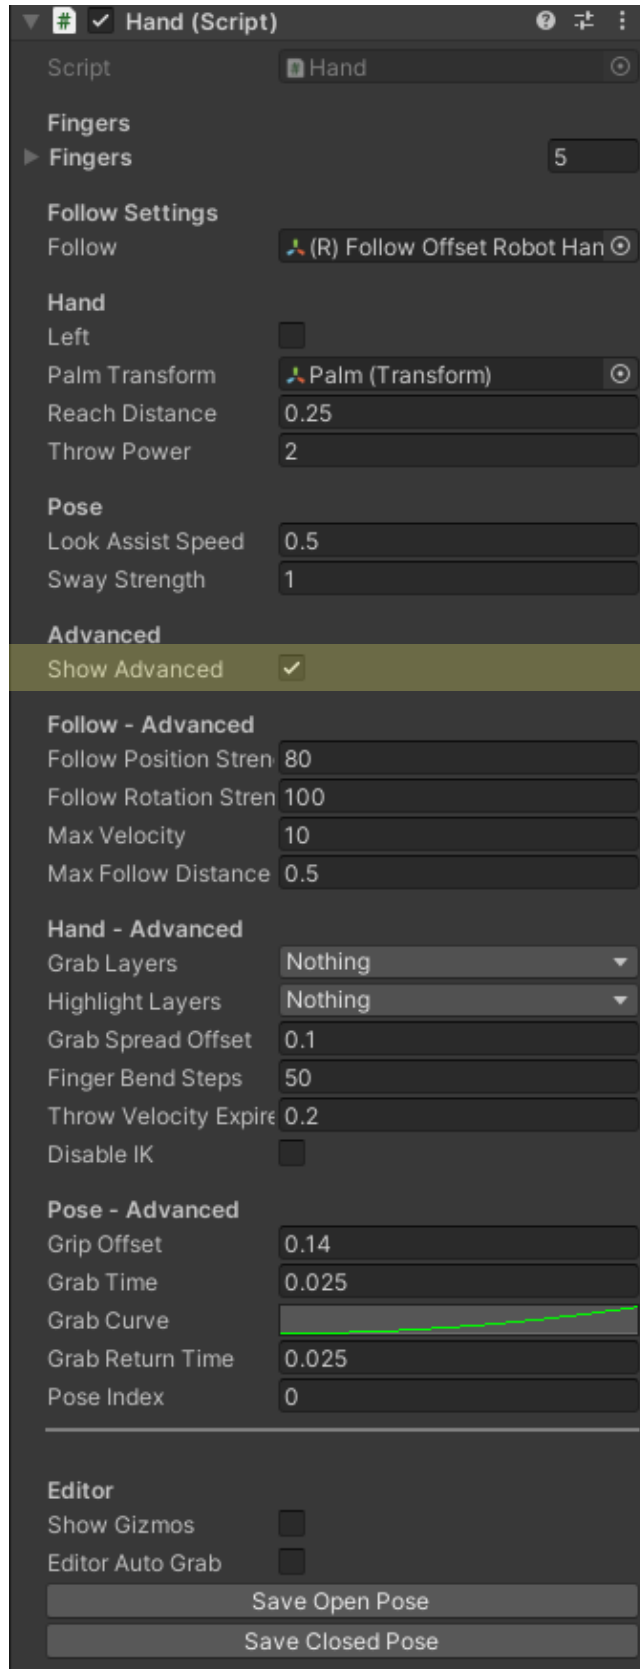 Hand (Script)
Script Hand
Fingers
Fingers 5
Follow Settings
Follow (R) Follow Offset Robot Han
Hand
Left
Palm Transform Palm (Transform)
Reach Distance 0.25
Throw Power 2
Pose
Look Assist Speed 0.5
Sway Strength 1
Advanced
Show Advanced
Follow - Advanced
Follow Position Stren 80
Follow Rotation Stren 100
Max Velocity 10
Max Follow Distance 0.5
Hand - Advanced
Grab Layers Nothing
Highlight Layers Nothing
Grab Spread Offset 0.1
Finger Bend Steps 50
Throw Velocity Expire 0.2
Disable IK
Pose - Advanced
Grip Offset 0.14
Grab Time 0.025
Grab Curve
Grab Return Time 0.025
Pose Index 0
Editor
Show Gizmos
Editor Auto Grab
Save Open Pose
Save Closed Pose